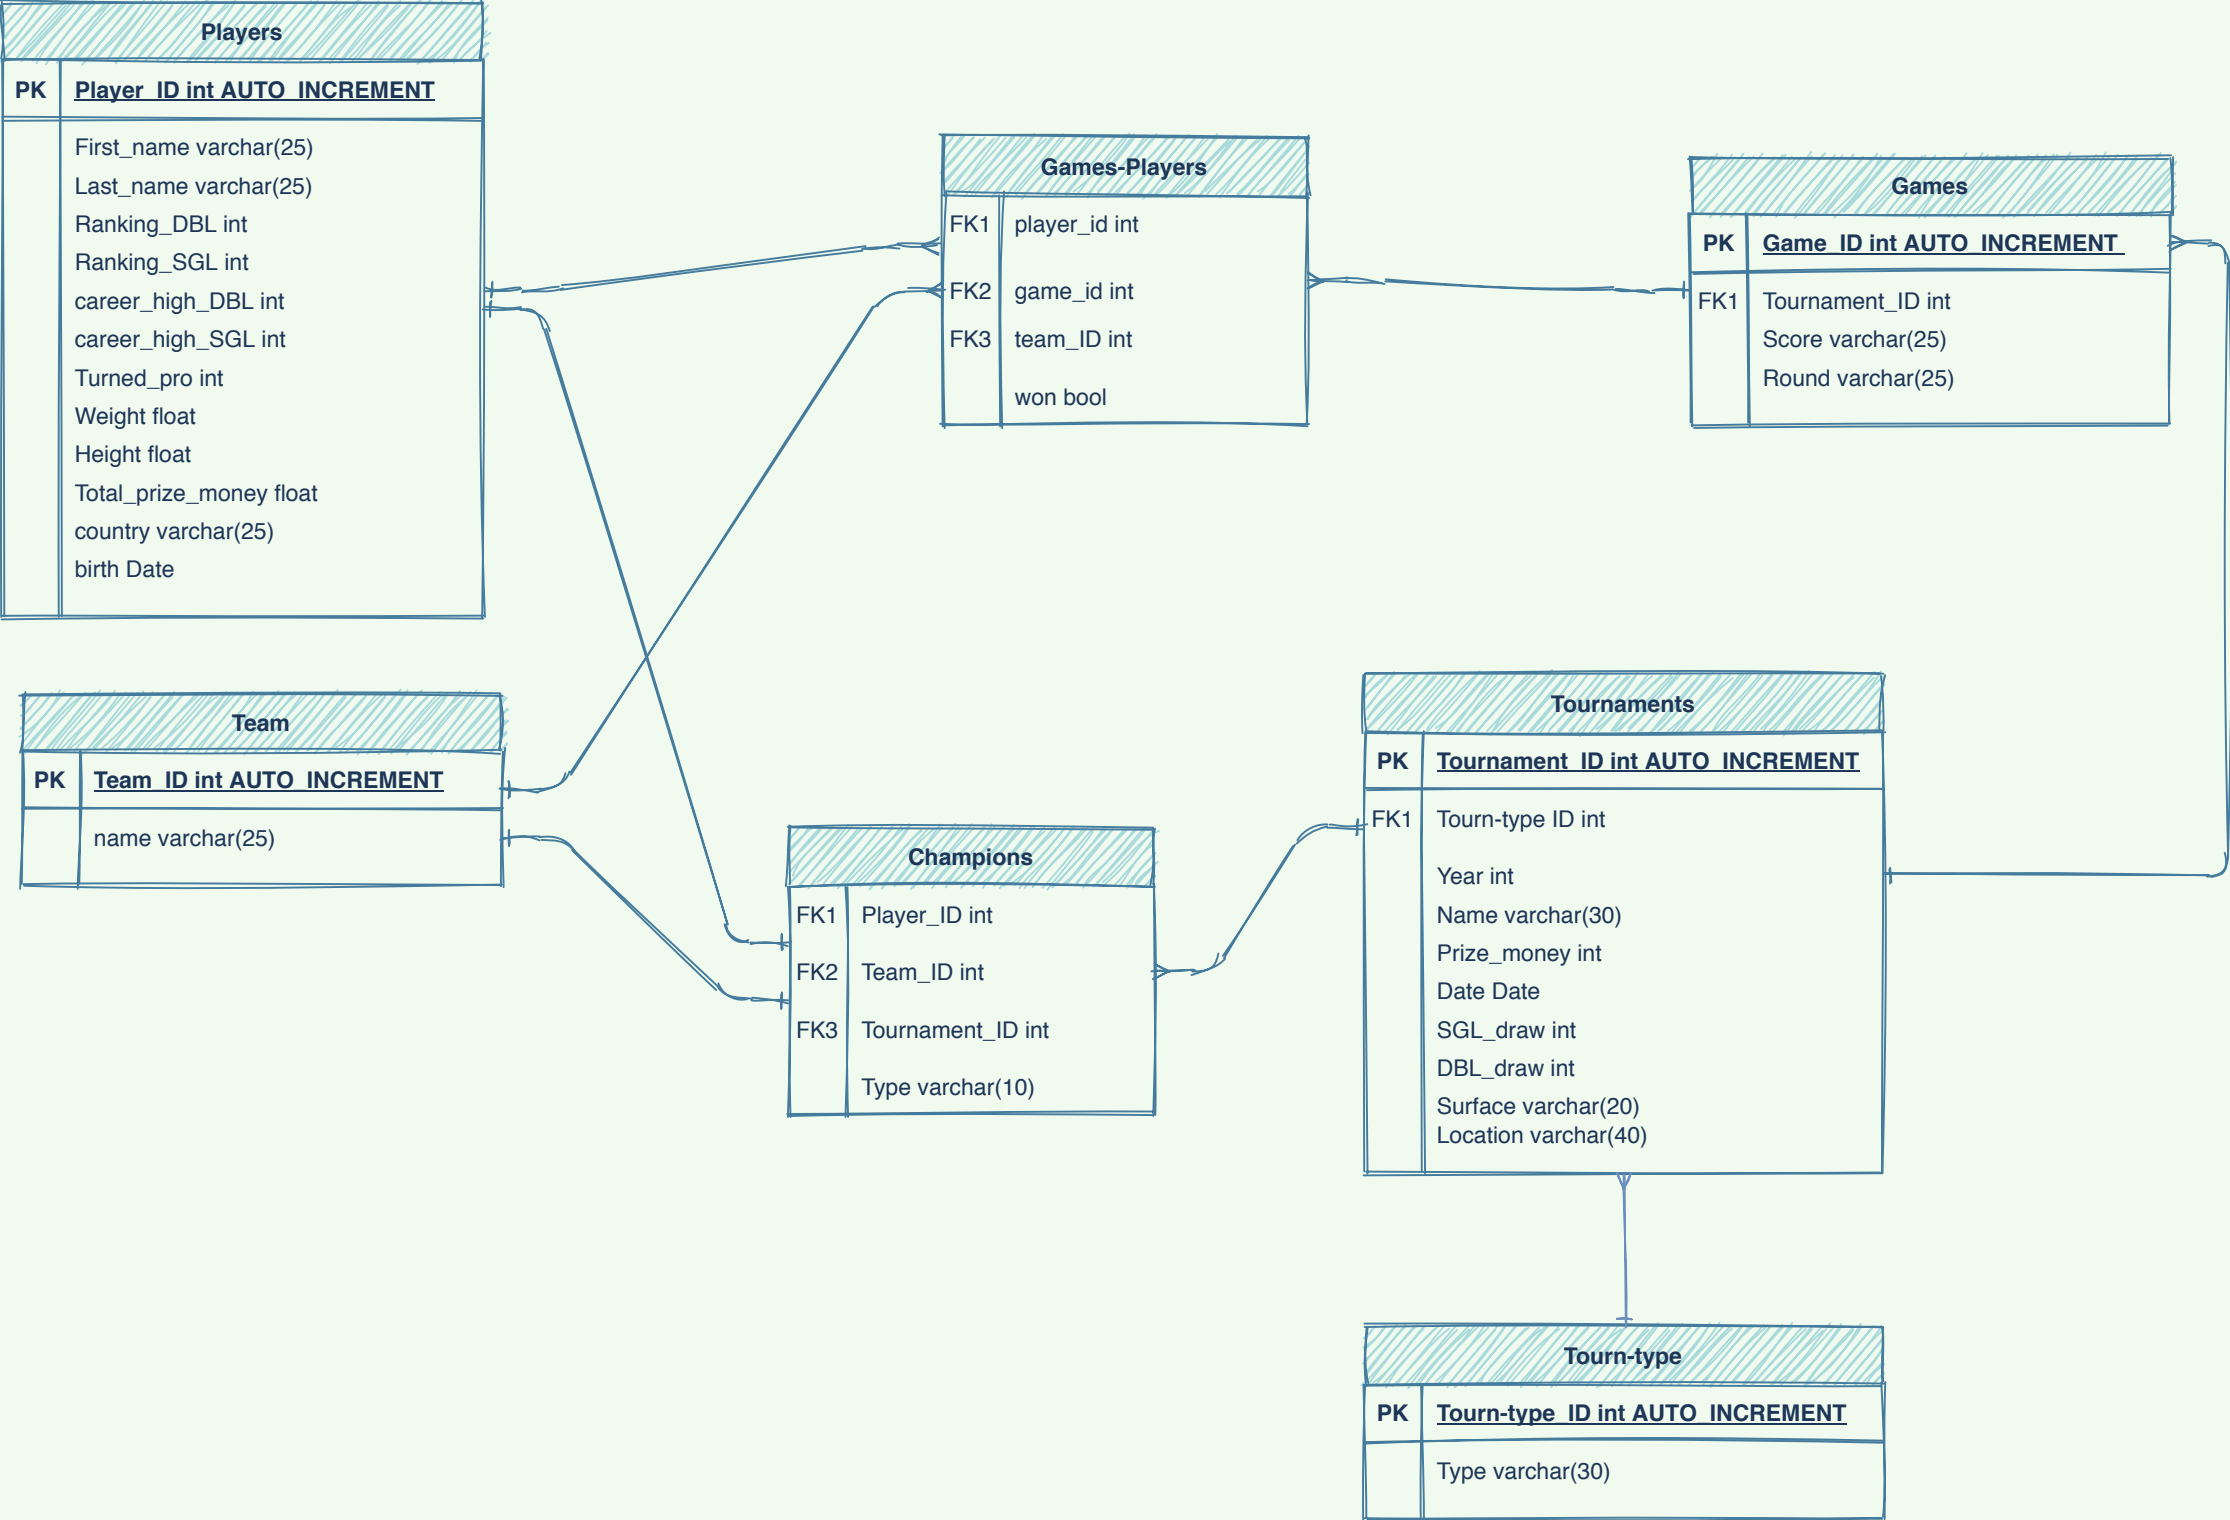 Players
PK Player_ID int AUTO_INCREMENT
First_name varchar(25)
Last_name varchar(25)
Ranking_DBL int
Ranking_SGL int
career_high_DBL int
career_high_SGL int
Turned_pro int
Weight float
Height float
Total_prize_money float
country varchar(25)
birth Date
Games-Players
FK1 player_id int
FK2 game_id int
FK3 team_ID int
won bool
Games
PK Game_ID int AUTO_INCREMENT
FK1 Tournament_ID int
Score varchar(25)
Round varchar(25)
Team
PK Team_ID int AUTO_INCREMENT
name varchar(25)
Champions
FK1 Player_ID int
FK2 Team_ID int
FK3 Tournament_ID int
Type varchar(10)
Tournaments
PK Tournament_ID int AUTO_INCREMENT
FK1 Tourn-type ID int
Year int
Name varchar(30)
Prize_money int
Date Date
SGL_draw int
DBL_draw int
Surface varchar(20)
Location varchar(40)
Tourn-type
PK Tourn-type_ID int AUTO_INCREMENT
Type varchar(30)